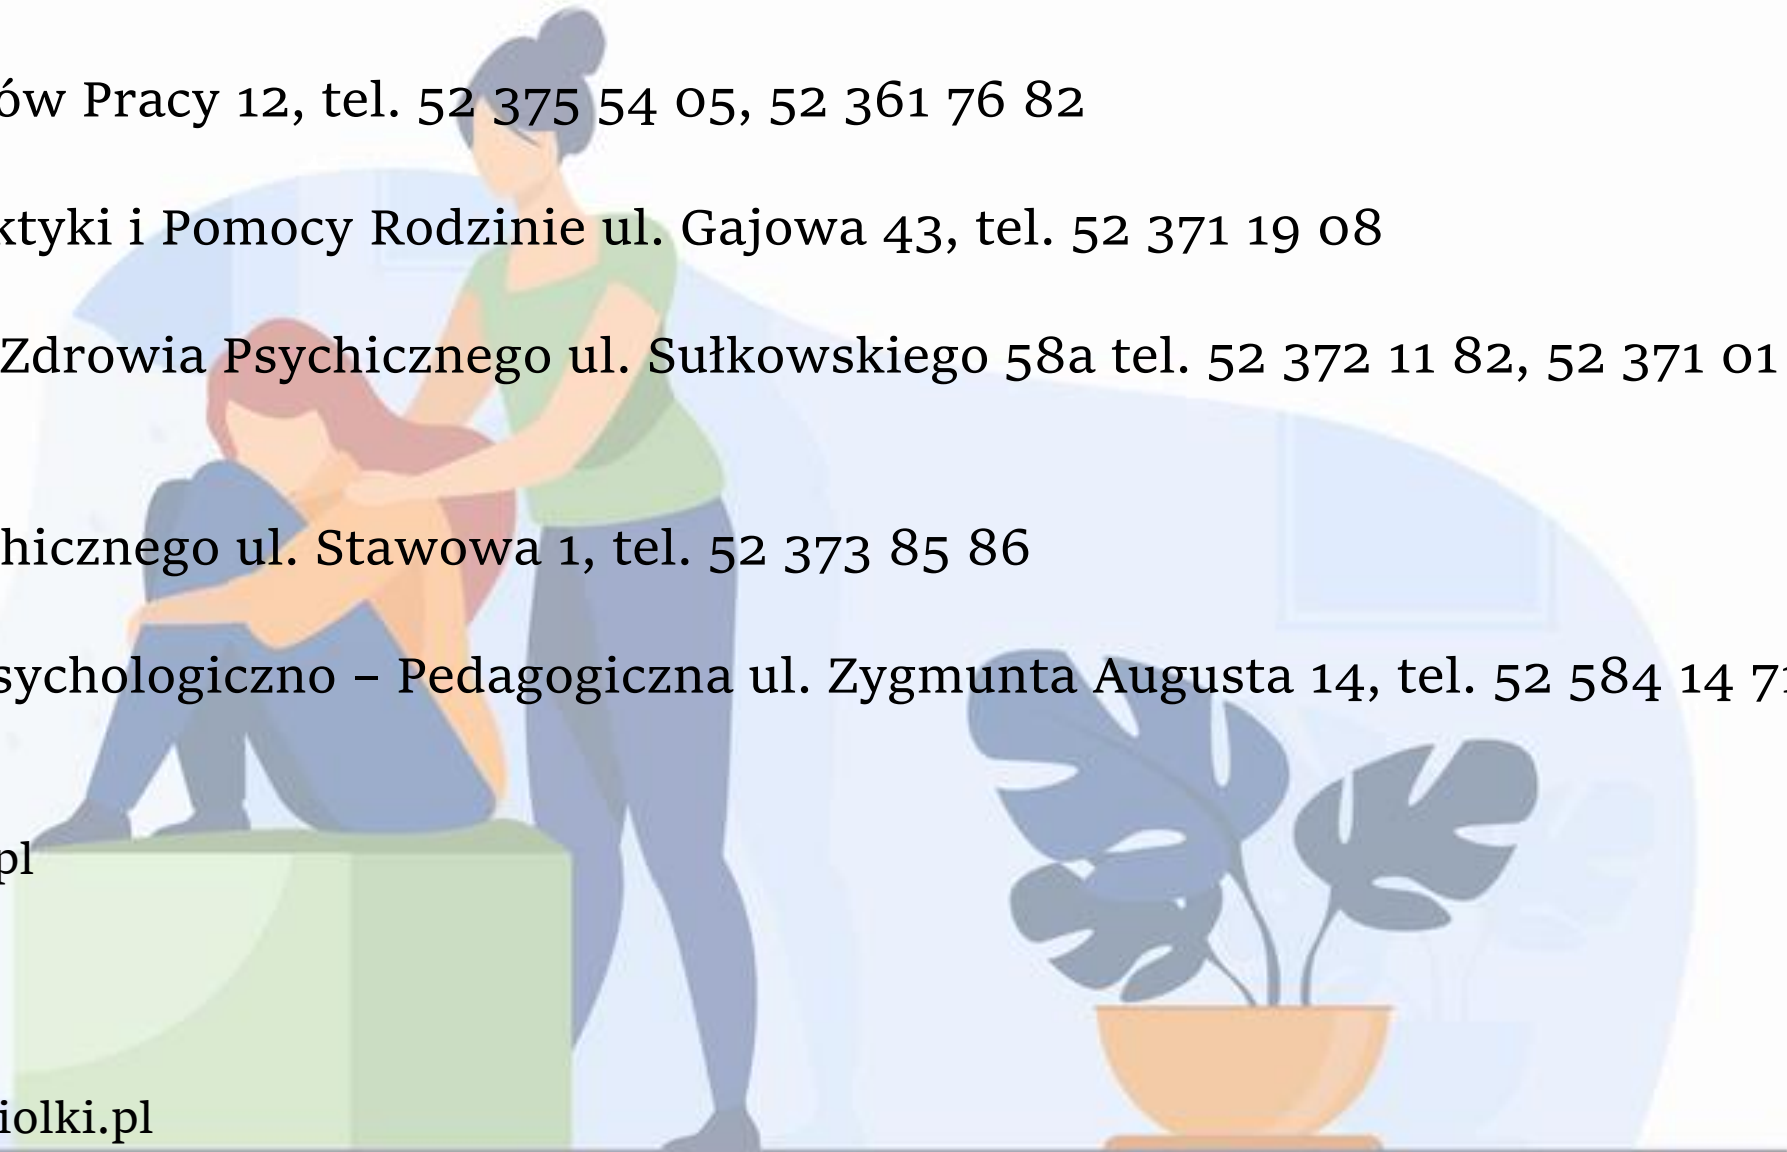 ów Pracy 12, tel. 52 375 54 05, 52 361 76 82
ktyki i Pomocy Rodzinie ul. Gajowa 43, tel. 52 371 19 08
Zdrowia Psychicznego ul. Sułkowskiego 58a tel. 52 372 11 82, 52 371 01
hicznego ul. Stawowa 1, tel. 52 373 85 86
sychologiczno – Pedagogiczna ul. Zygmunta Augusta 14, tel. 52 584 14 71
pl
iolki.pl